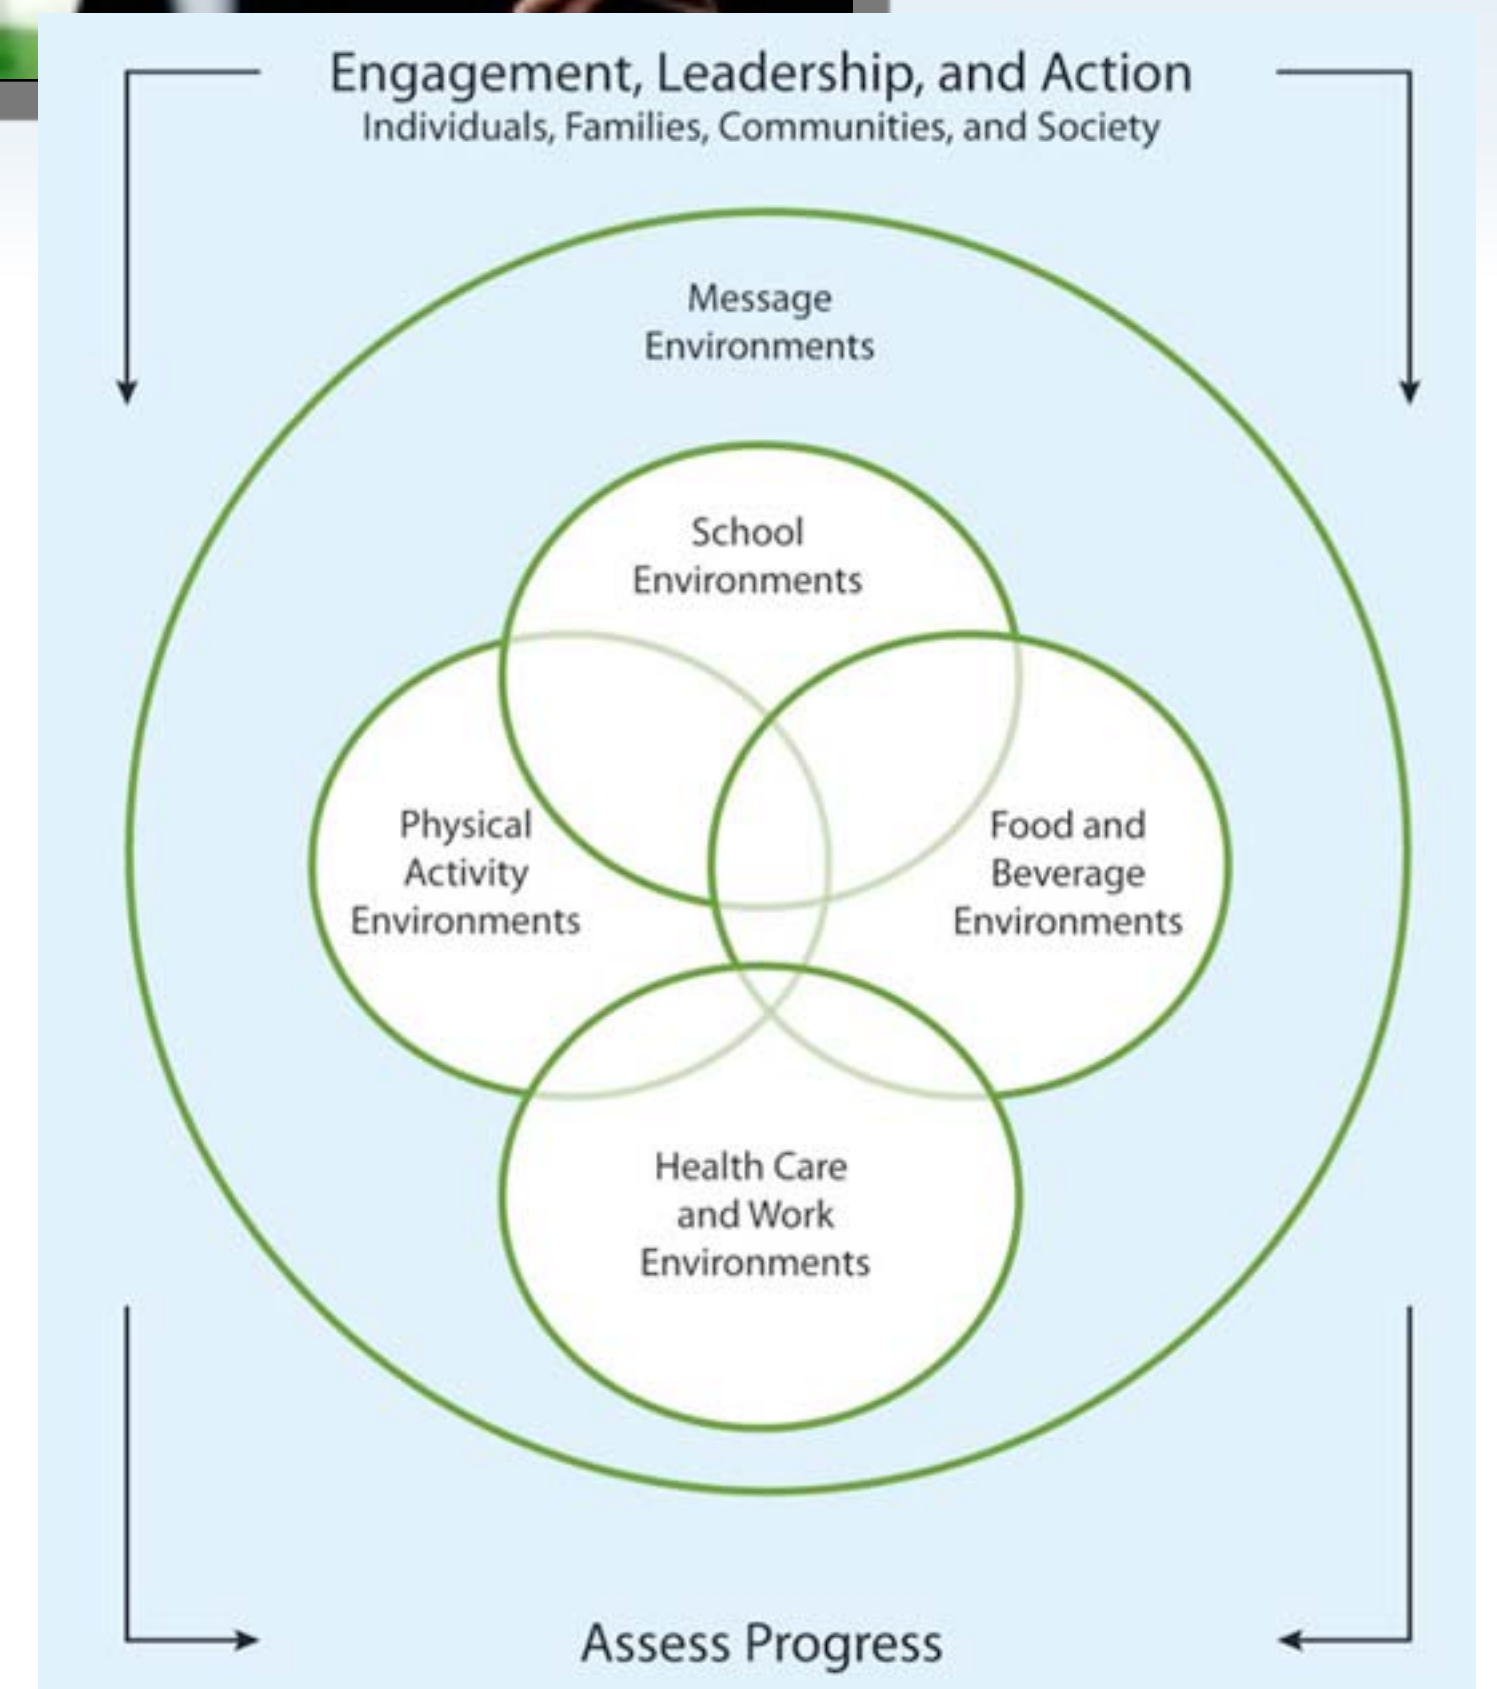 Engagement, Leadership, and Action
Individuals, Families, Communities, and Society
Message
Environments
School
Environments
Physical
Activity
Environments
Food and
Beverage
Environments
Health Care
and Work
Environments
Assess Progress